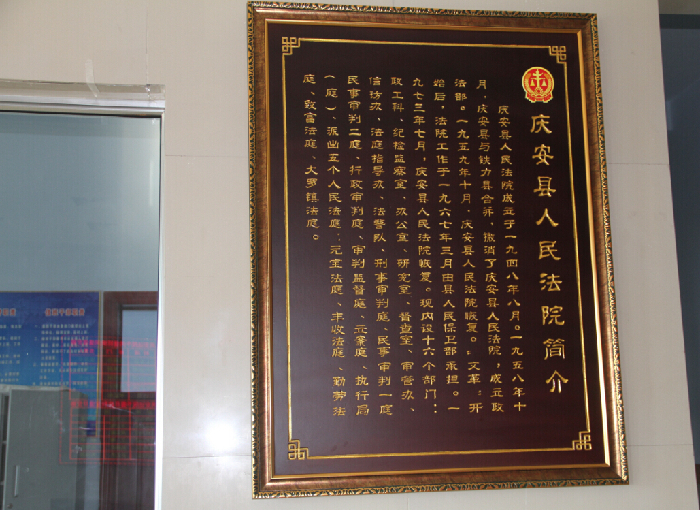 庆安县人民法院简介
庆安县人民法院成立于一九四八年八月。一九五八年十
月，庆安县与铁力县合并，撤消了庆安县人民法院，成立政
法部。一九五九年十月，庆安县人民法院恢复。“文革”开
始后，法院工作于一九六七年三月由县人民保卫部承担。一
九七三年七月，庆安县人民法院恢复。现内设十六个部门：
政工科、纪检监察室、办公室、研究室、督查室、审管办、
信访办、法庭指导办、法警队、刑事审判庭、民事审判一庭
民事审判二庭、行政审判庭、审判监督庭、立案庭、执行局
（庭）、派出五个人民法庭：元宝法庭、丰收法庭、勤劳法
庭、致富法庭、大罗镇法庭。